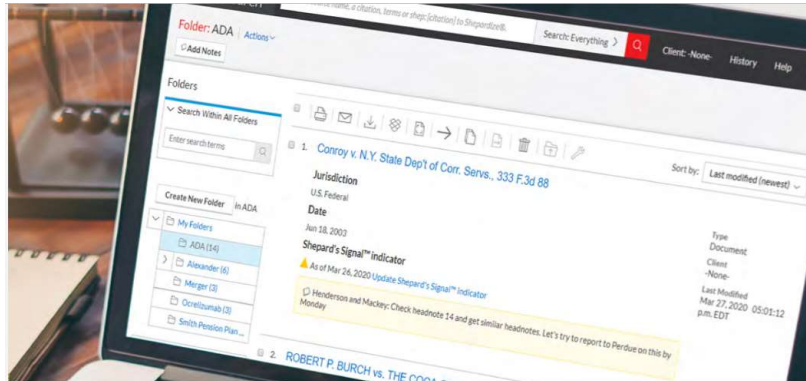 a citation, terms or shep:[citation] to Shepardize®.
Search: Everything >
Client: -None-
History
Help
Folder: ADA
Actions
Add Notes
Folders
Search Within All Folders
Enter search terms
Create New Folder in ADA
My Folders
ADA (14)
Alexander (6)
Merger (3)
Ocrelizumab (3)
Smith Pension Plan ...
Sort by: Last modified (newest)
1. Conroy v. N.Y. State Dep't of Corr. Servs., 333 F.3d 88
Jurisdiction
U.S. Federal
Date
Jun 18, 2003
Shepard's Signal™ indicator
As of Mar 26, 2020 Update Shepard's Signal™ indicator
Henderson and Mackey: Check headnote 14 and get similar headnotes. Let's try to report to Perdue on this by
Monday
Type
Document
Client
-None-
Last Modified
Mar 27, 2020 05:01:12
p.m. EDT
2. ROBERT P. BURCH vs. THE